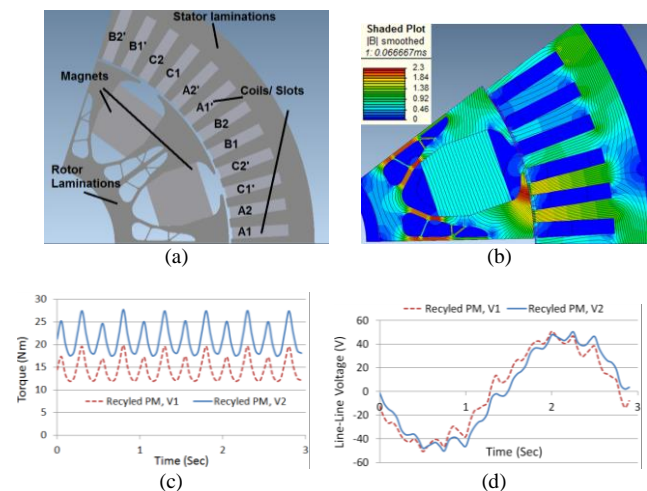 Stator laminations
B2'
B1'
C2
C1
A2'
A1'
B2
B1
C2'
C1'
A2
A1
Magnets
Coils/ Slots
Rotor
Laminations
(a)
Shaded Plot
|B| smoothed
1: 0.066667ms
2.3
1.84
1.38
0.92
0.46
0
(b)
Torque (Nm)
30
25
20
15
10
5
0
0 1 2 3
Recyled PM, V1
Recyled PM, V2
Time (Sec)
(c)
Recyled PM, V1
Recyled PM, V2
Line-Line Voltage (V)
60
40
20
0
-20
-40
-60
0 1 2 3
Time (Sec)
(d)